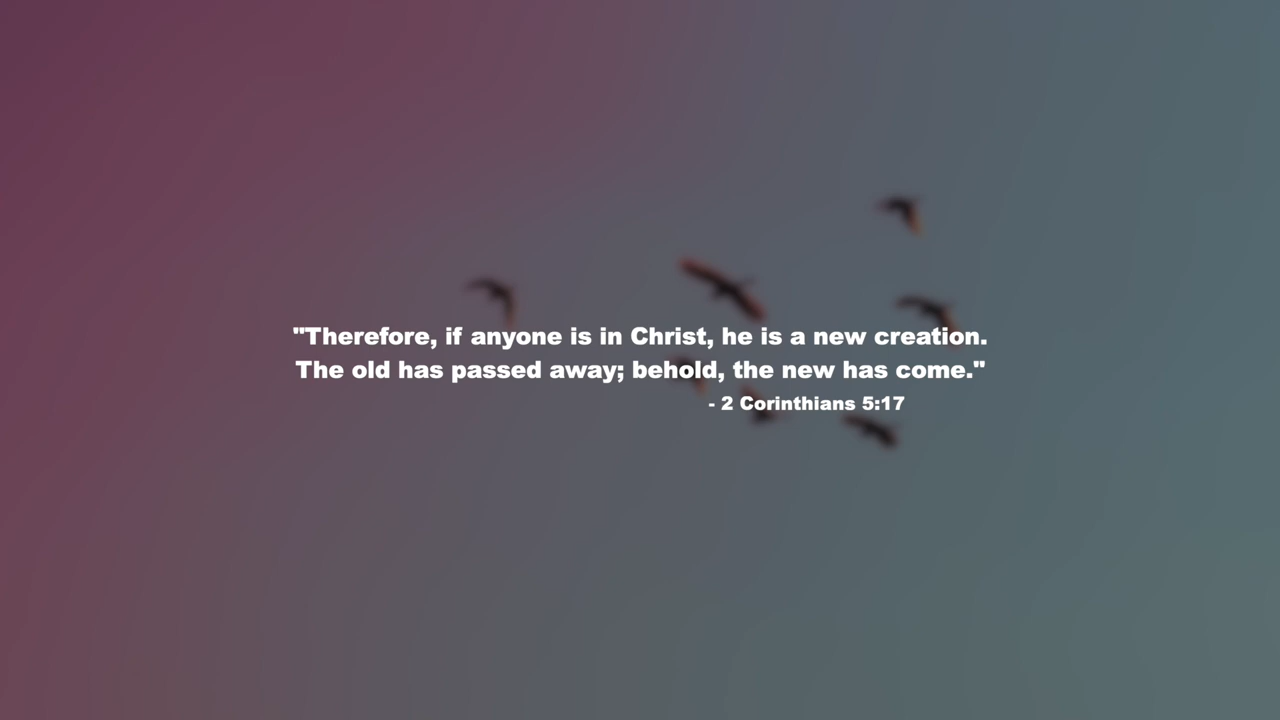 "Therefore, if anyone is in Christ, he is a new creation.
The old has passed away; behold, the new has come."
- 2 Corinthians 5:17